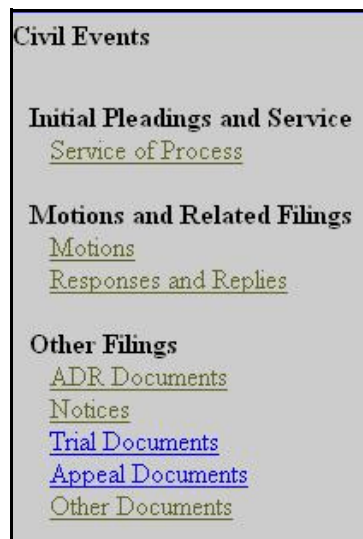 Civil Events
Initial Pleadings and Service
Service of Process
Motions and Related Filings
Motions
Responses and Replies
Other Filings
ADR Documents
Notices
Trial Documents
Appeal Documents
Other Documents